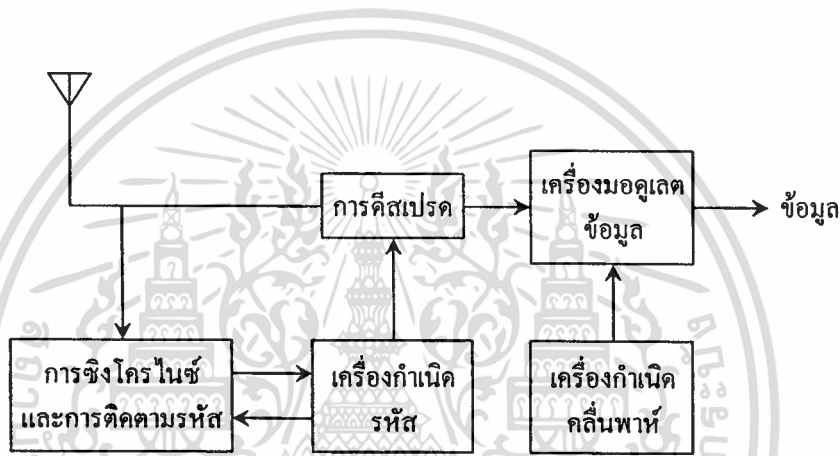 การดีสเปรด
เครื่องมอดูเลต
ข้อมูล
ข้อมูล
การซิงโครไนซ์
และการติดตามรหัส
เครื่องกำเนิด
รหัส
เครื่องกำเนิด
คลื่นพาห์